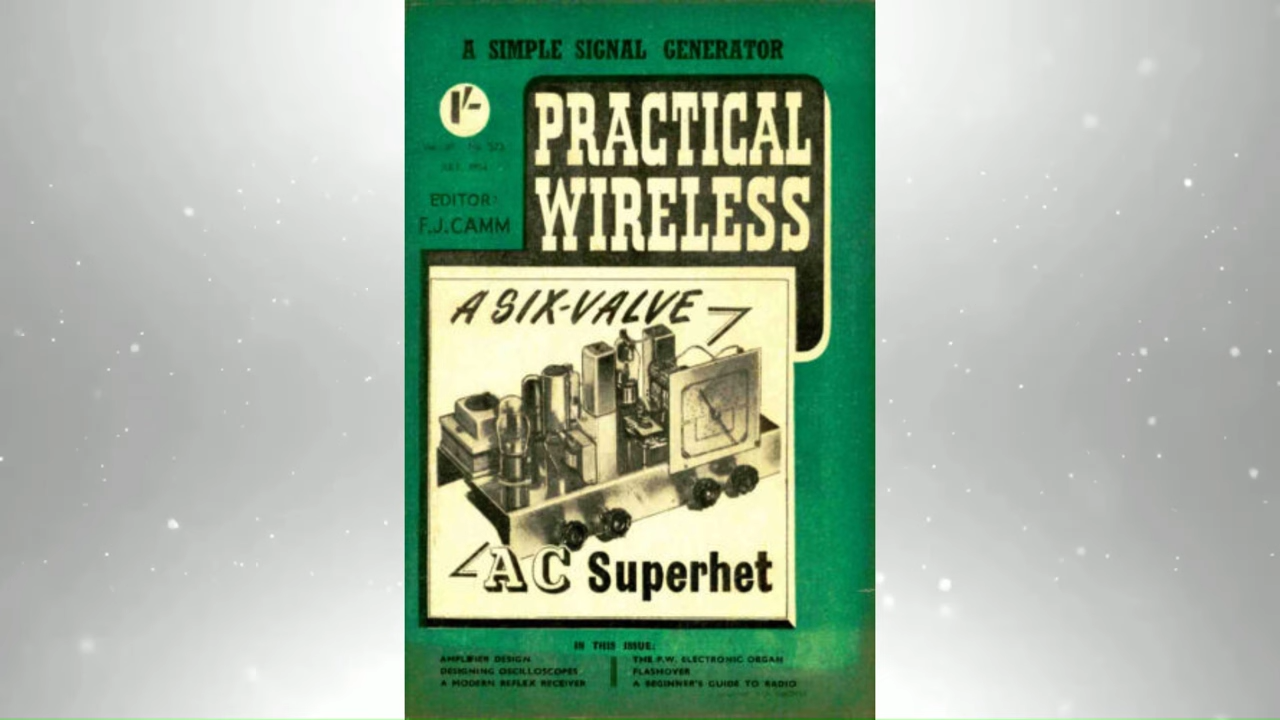 A SIMPLE SIGNAL GENERATOR
1/-
PRACTICAL
WIRELESS
EDITOR:
F.J.CAMM
A SIX-VALVE
AC Superhet
IN THIS ISSUE:
AMPLIFIER DESIGN
DESIGNING OSCILLOSCOPES
A MODERN REFLEX RECEIVER
THE P.W. ELECTRONIC ORGAN
FLASHOVER
A BEGINNER'S GUIDE TO RADIO